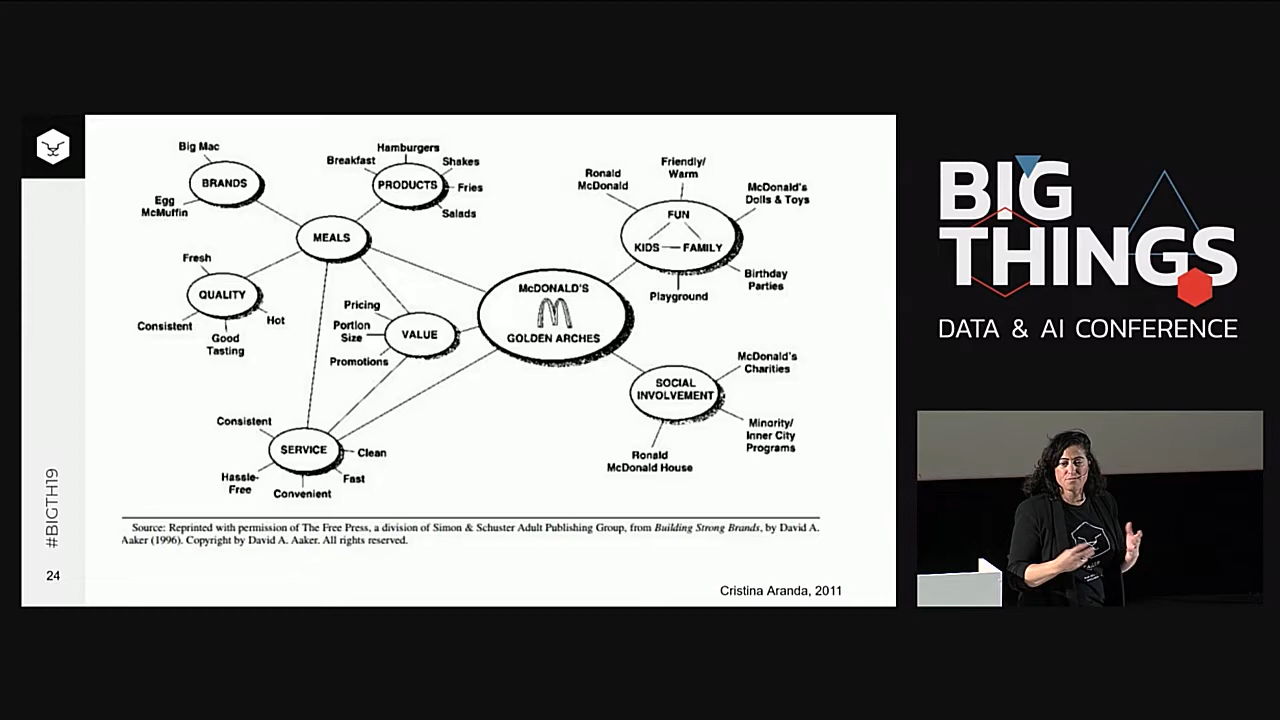 Big Mac
BRANDS
Egg
McMuffin
Hamburgers
Breakfast
Shakes
PRODUCTS
Fries
Salads
MEALS
Fresh
QUALITY
Consistent
Good
Tasting
Hot
Pricing
Portion
Size
VALUE
Promotions
McDONALD'S
GOLDEN ARCHES
Ronald
McDonald
Friendly/
Warm
McDonald's
Dolls & Toys
FUN
KIDS FAMILY
Birthday
Parties
Playground
SOCIAL
INVOLVEMENT
McDonald's
Charities
Minority/
Inner City
Programs
Ronald
McDonald House
Consistent
SERVICE
Clean
Hassle-
Free
Convenient
Fast
Source: Reprinted with permission of The Free Press, a division of Simon & Schuster Adult Publishing Group, from Building Strong Brands, by David A.
Aaker (1996). Copyright by David A. Aaker. All rights reserved.
Cristina Aranda, 2011
#BIGTH19
24
BIG
THINGS
DATA & AI CONFERENCE